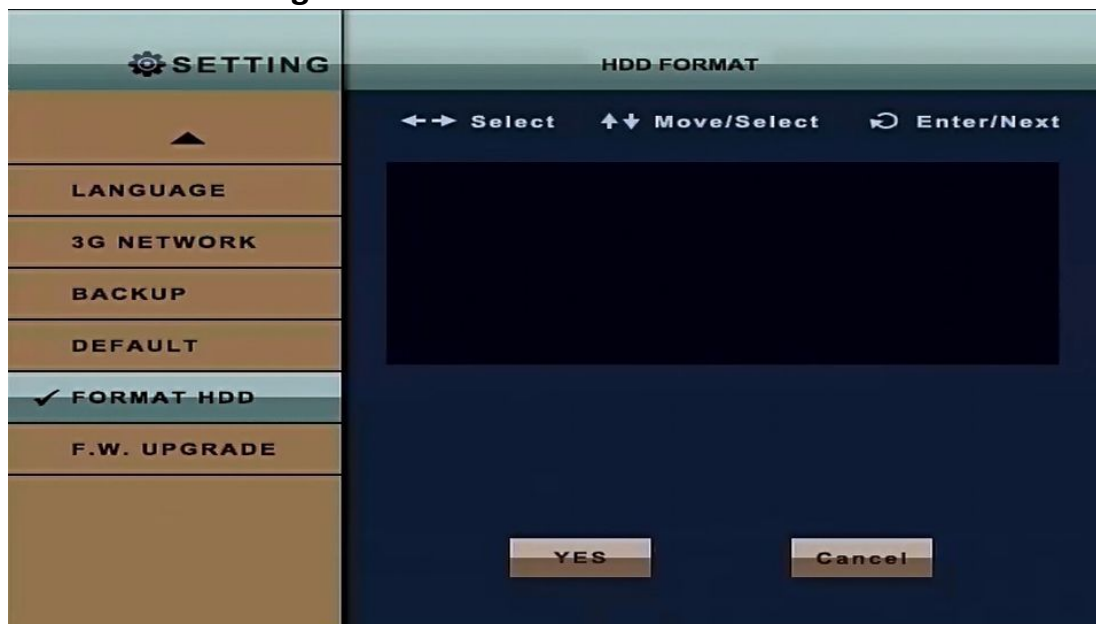 SETTING
HDD FORMAT
Select Move/Select Enter/Next
LANGUAGE
3G NETWORK
BACKUP
DEFAULT
FORMAT HDD
F.W. UPGRADE
YES Cancel